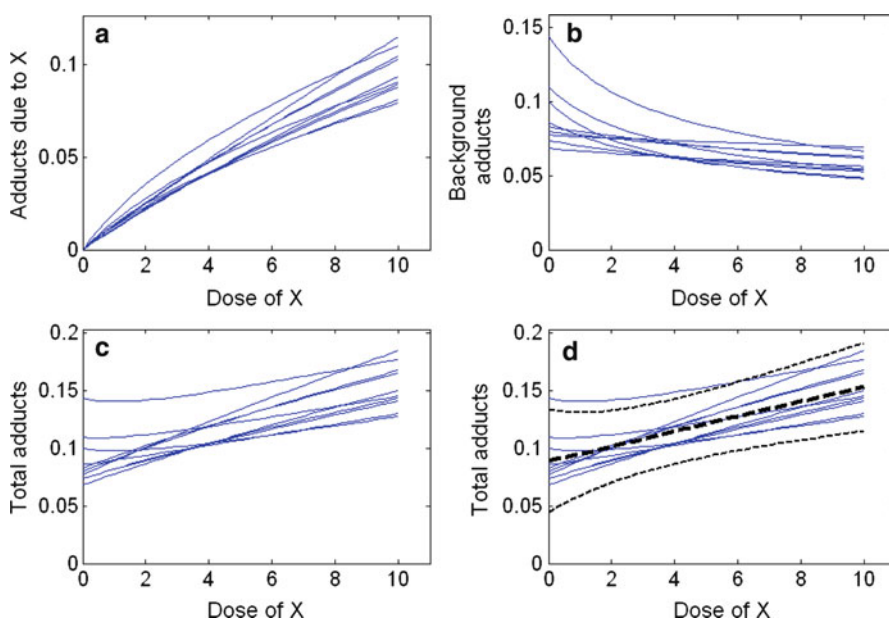 a
Adducts due to X
0.1
0.05
0
0 2 4 6 8 10
Dose of X
b
Background
adducts
0.15
0.1
0.05
0
0 2 4 6 8 10
Dose of X
c
Total adducts
0.2
0.15
0.1
0.05
0
0 2 4 6 8 10
Dose of X
d
Total adducts
0.2
0.15
0.1
0.05
0
0 2 4 6 8 10
Dose of X